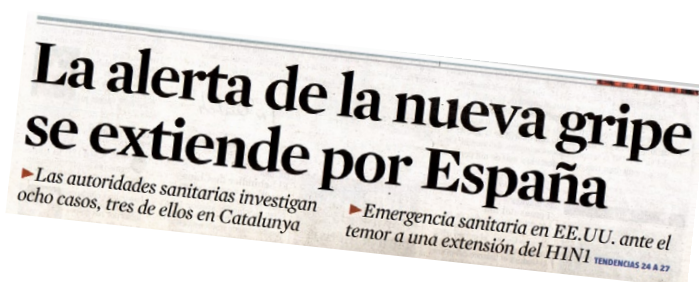 La alerta de la nueva gripe
se extiende por España
►Las autoridades sanitarias investigan
ocho casos, tres de ellos en Catalunya
►Emergencia sanitaria en EE.UU. ante el
temor a una extensión del H1N1 TENDENCIAS 24 A 27